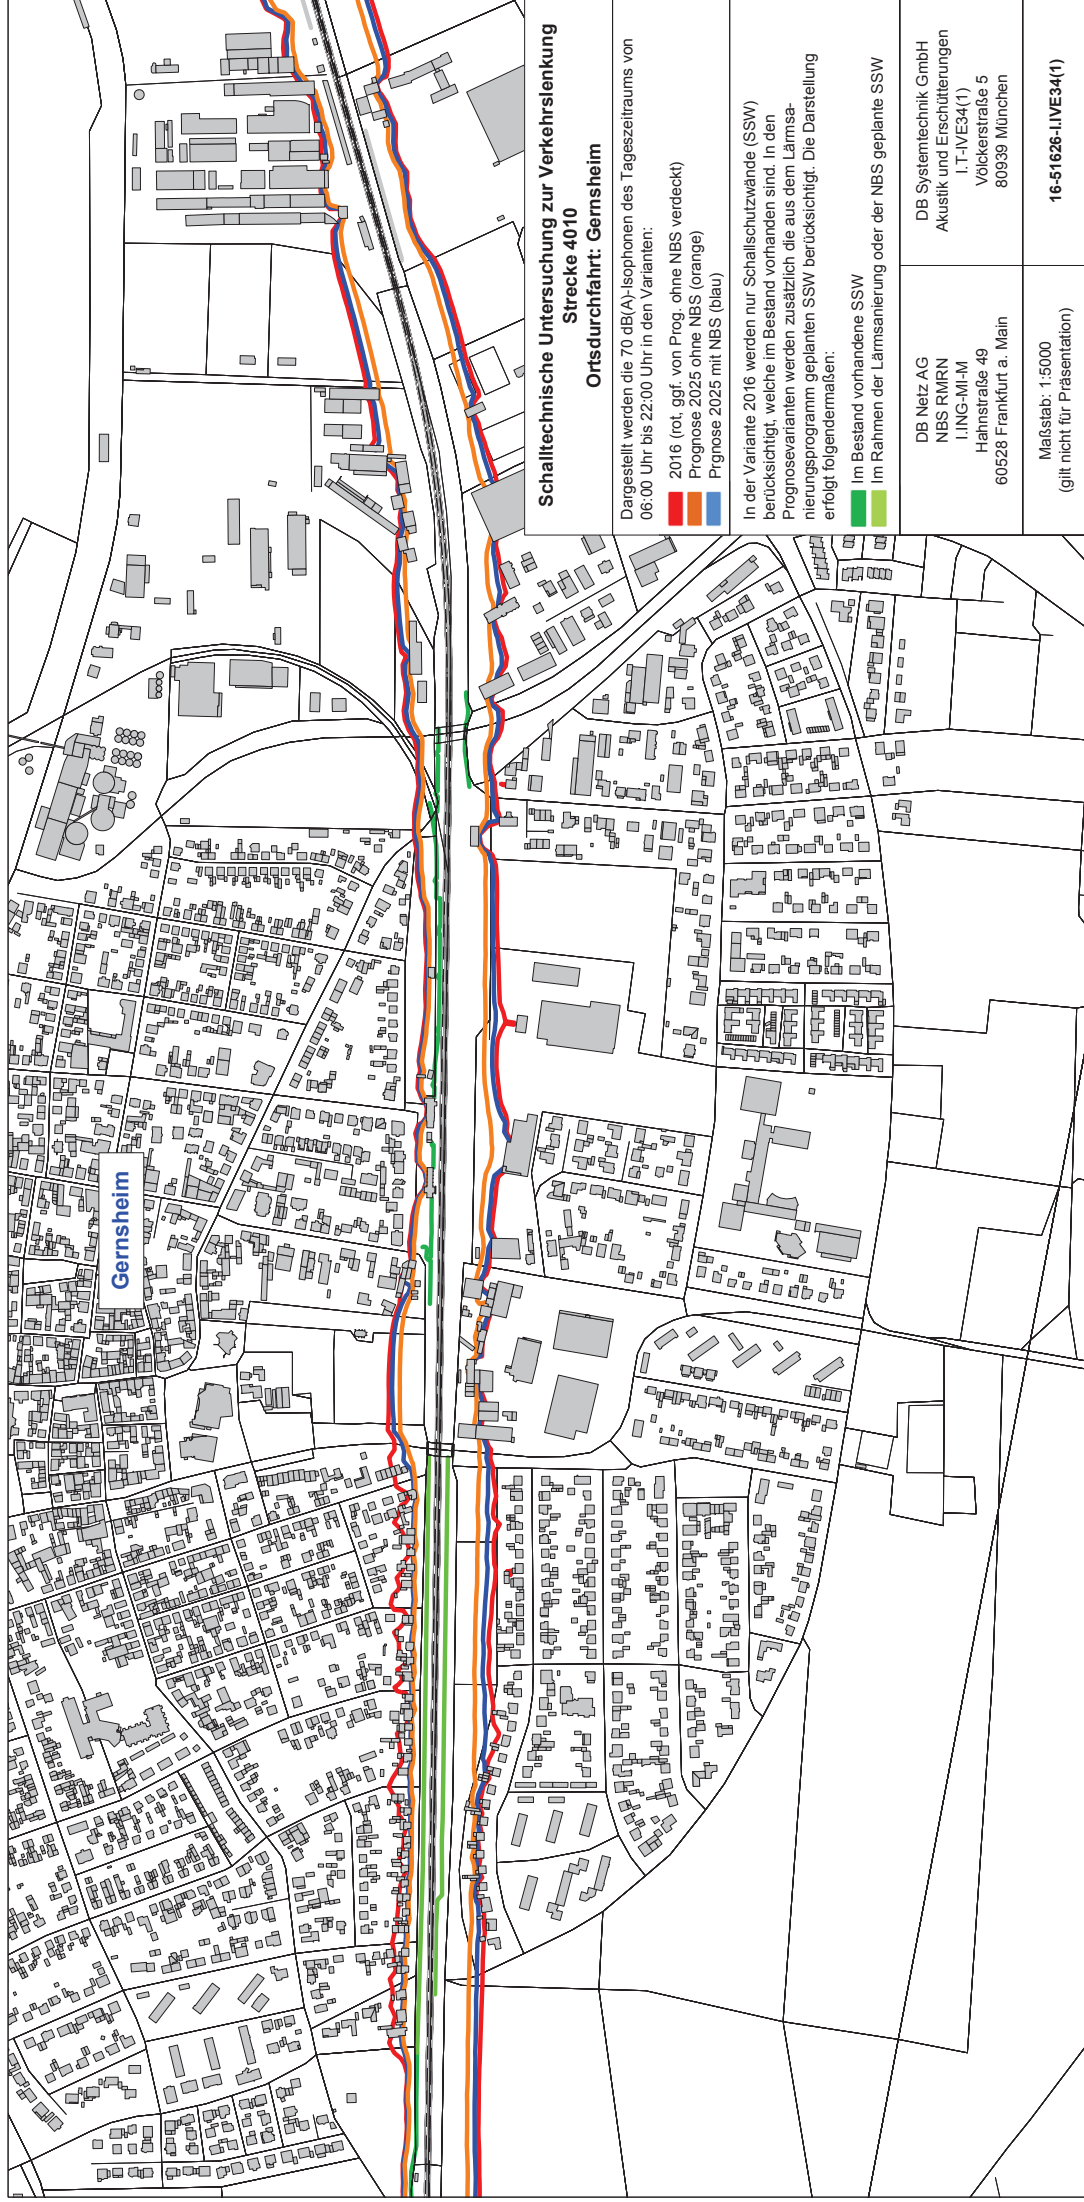 Gernsheim
Schalltechnische Untersuchung zur Verkehrslenkung
Strecke 4010
Ortsdurchfahrt: Gernsheim
Dargestellt werden die 70 dB(A)-Isophonen des Tageszeitraums von
06:00 Uhr bis 22:00 Uhr in den Varianten:
2016 (rot, ggf. von Prog. ohne NBS verdeckt)
Prognose 2025 ohne NBS (orange)
Prgnose 2025 mit NBS (blau)
In der Variante 2016 werden nur Schallschutzwände (SSW)
berücksichtigt, welche im Bestand vorhanden sind. In den
Prognosevarianten werden zusätzlich die aus dem Lärmsa-
nierungsprogramm geplanten SSW berücksichtigt. Die Darstellung
erfolgt folgendermaßen:
Im Bestand vorhandene SSW
Im Rahmen der Lärmsanierung oder der NBS geplante SSW
DB Netz AG
NBS RMRN
I.ING-MI-M
Hahnstraße 49
60528 Frankfurt a. Main
DB Systemtechnik GmbH
Akustik und Erschütterungen
I.T-IVE34(1)
Völckerstraße 5
80939 München
Maßstab: 1:5000
(gilt nicht für Präsentation)
16-51626-I.IVE34(1)